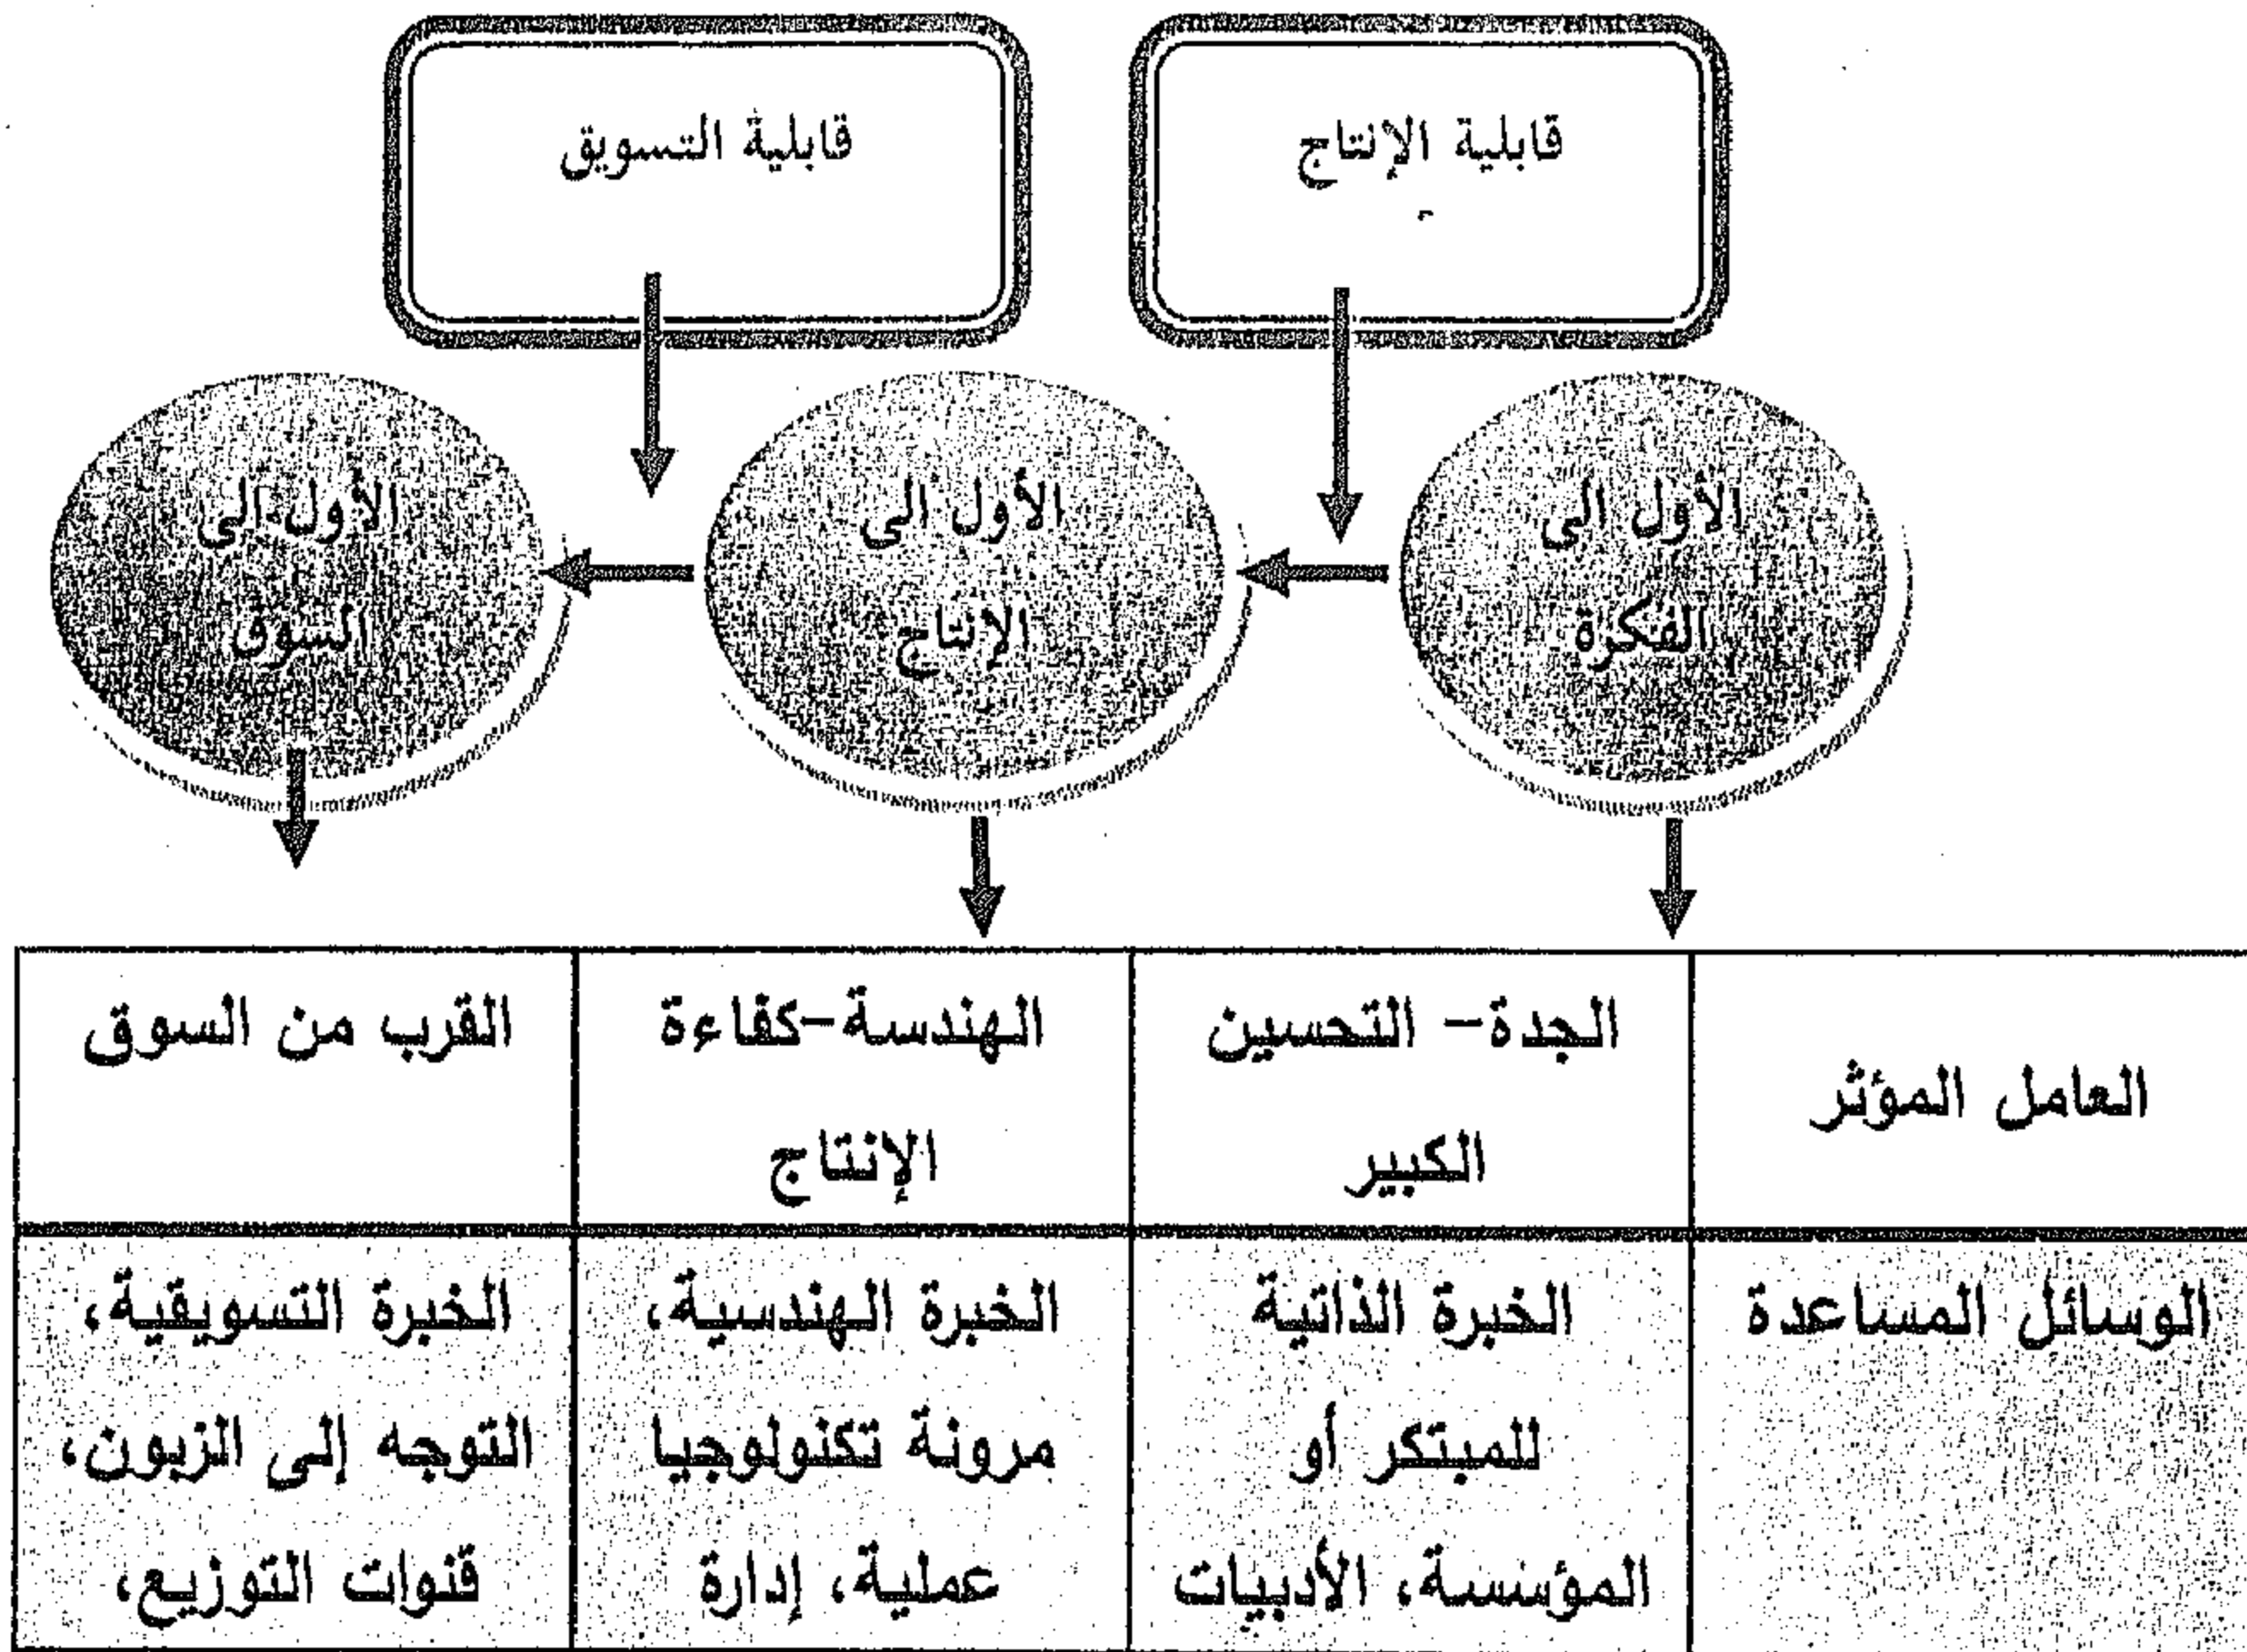 قابلية الإنتاج
قابلية التسويق
الأول الى
الفكرة
الأول الى
الإنتاج
الأول الى
السوق
العامل المؤثر
الجدة- التحسين
الكبير
الهندسة-كفاءة
الإنتاج
القرب من السوق
الوسائل المساعدة
الخبرة الذاتية
للمبتكر أو
المؤسسة، الأدبيات
الخبرة الهندسية،
مرونة تكنولوجيا
عملية، إدارة
الخبرة التسويقية،
التوجه إلى الزبون،
قنوات التوزيع،